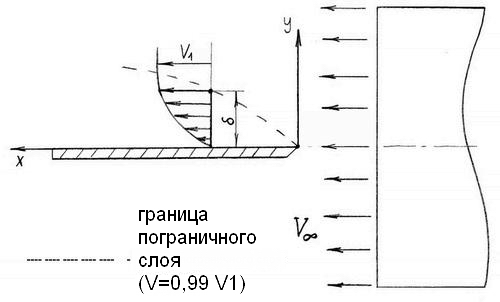 V₁
y
δ
x
V∞
граница
пограничного
слоя
(V=0,99 V1)